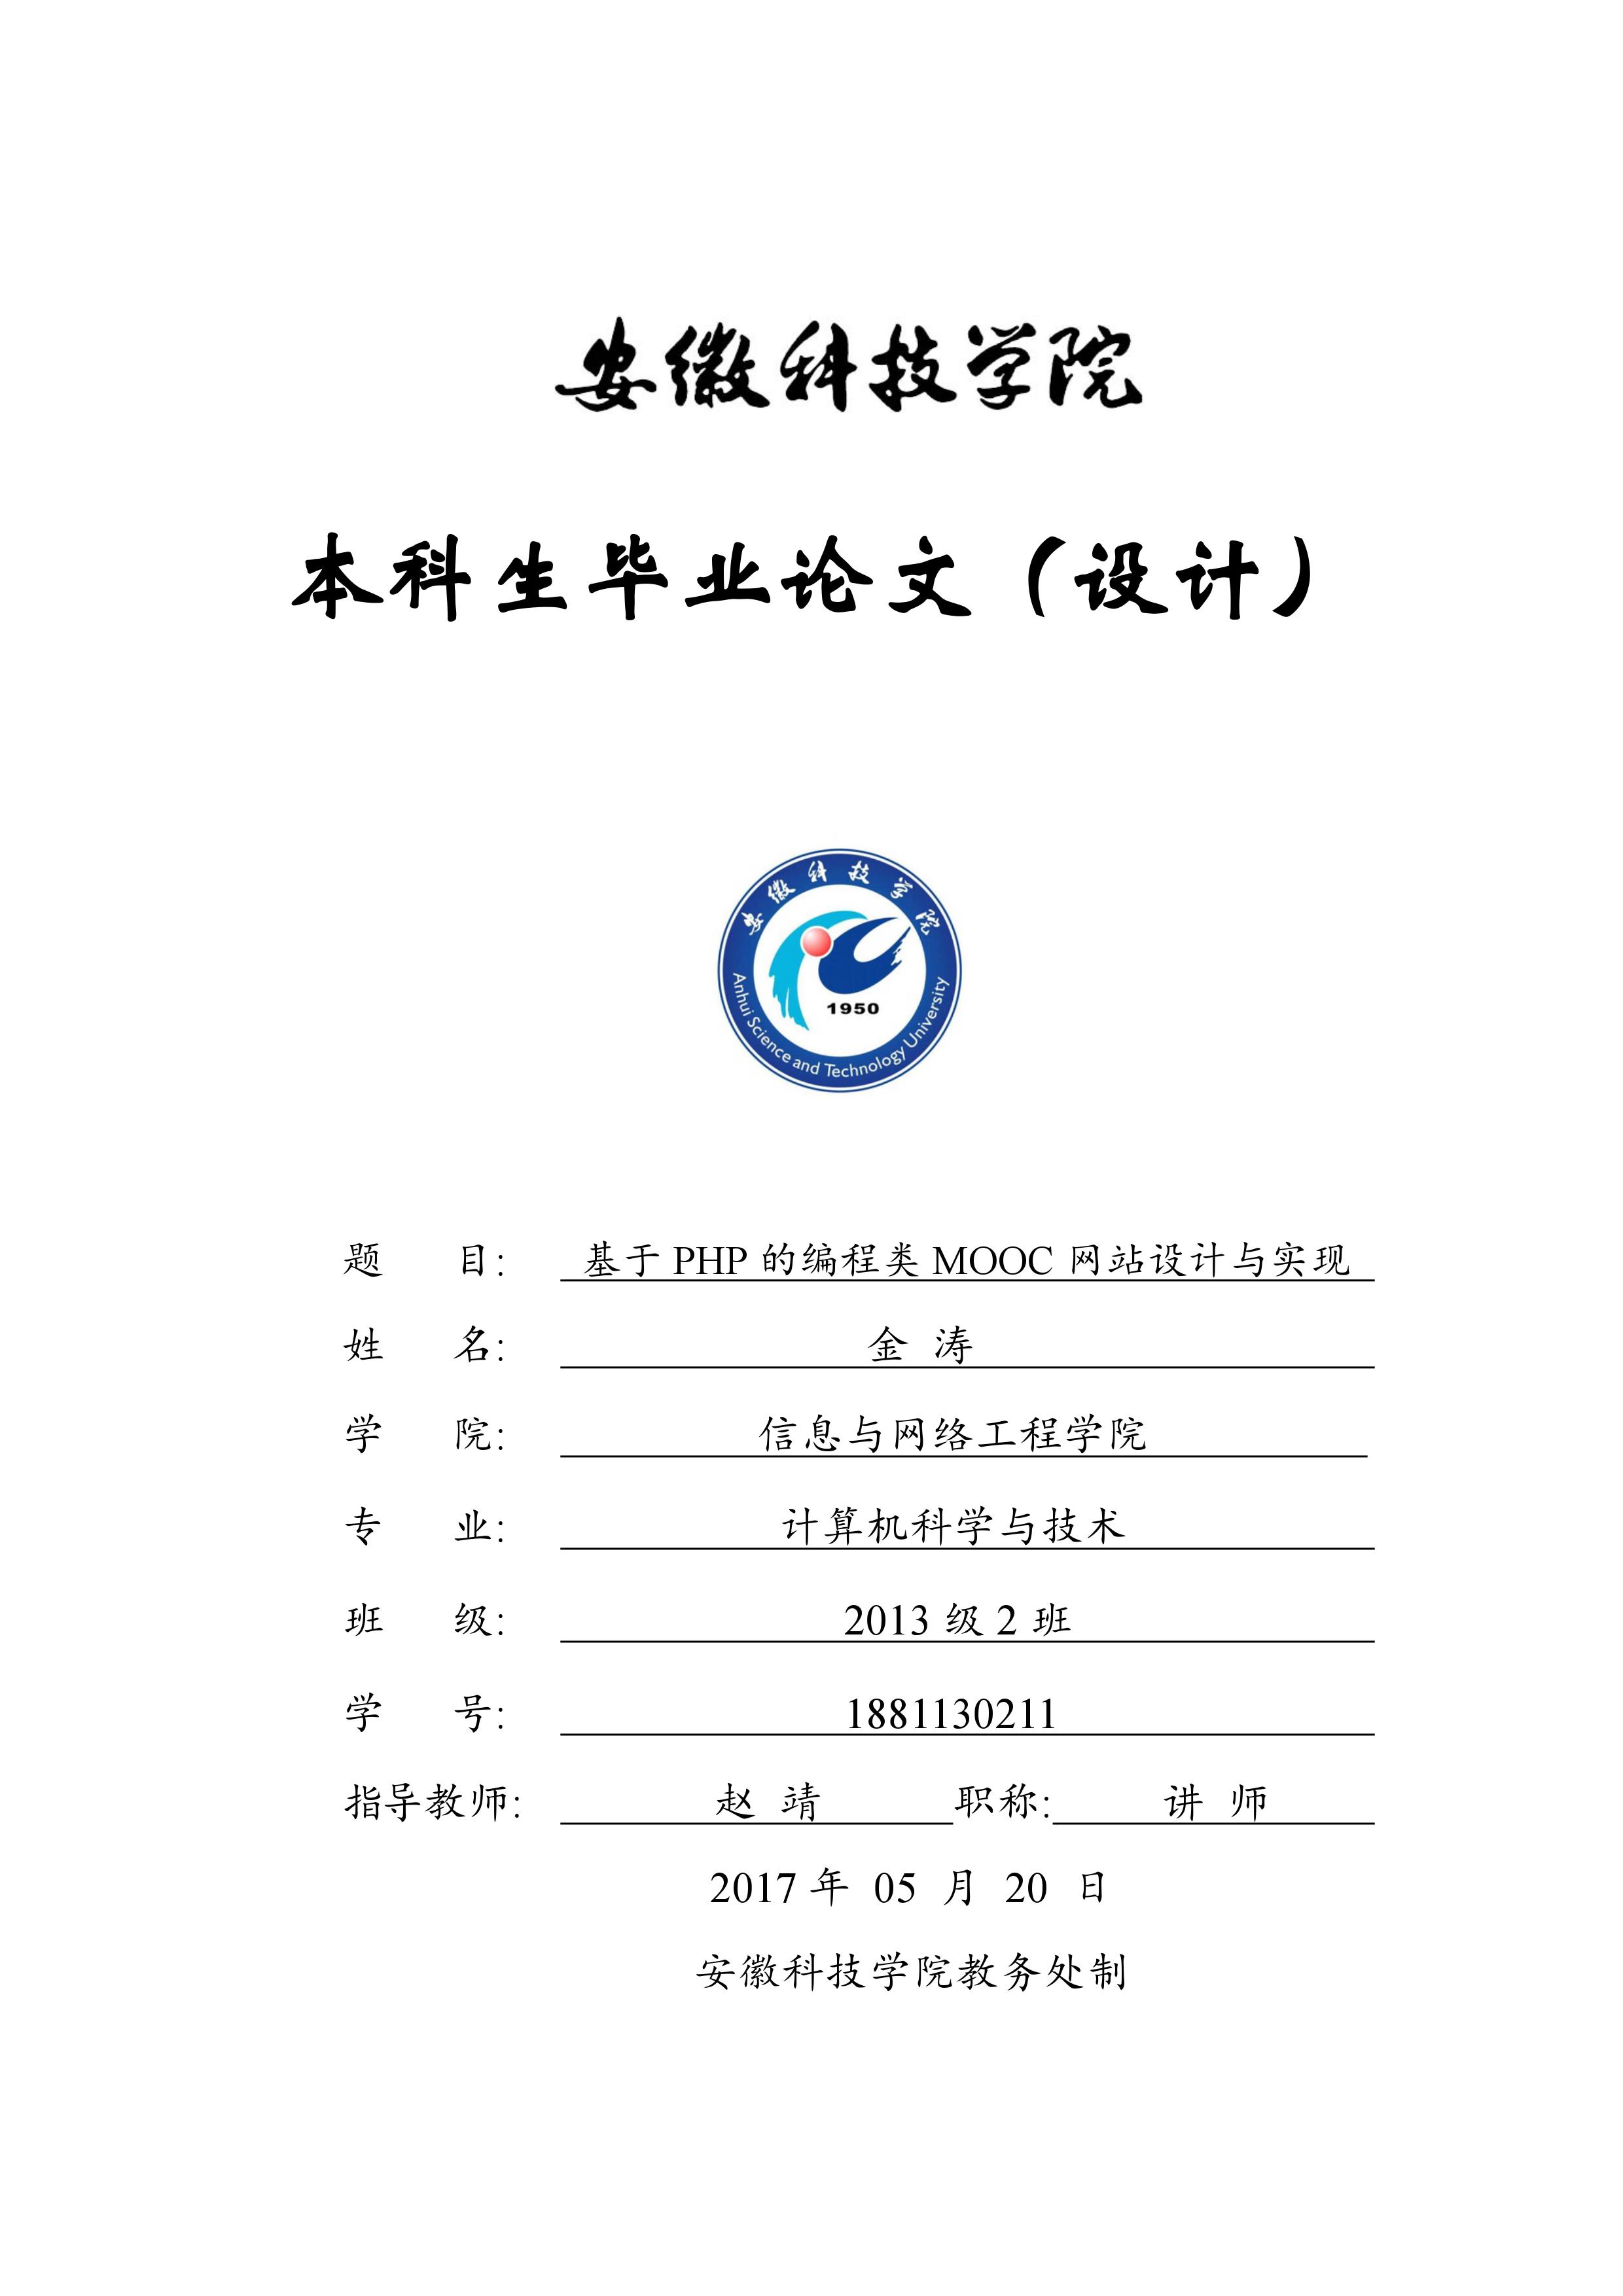 安徽科技学院
本科生毕业论文（设计）
安徽科技学院
1950
Anhui Science and Technology University
题 目: 基于 PHP 的编程类 MOOC 网站设计与实现
姓 名: 金 涛
学 院: 信息与网络工程学院
专 业: 计算机科学与技术
班 级: 2013 级 2 班
学 号: 1881130211
指导教师: 赵 靖 职称: 讲 师
2017 年 05 月 20 日
安徽科技学院教务处制